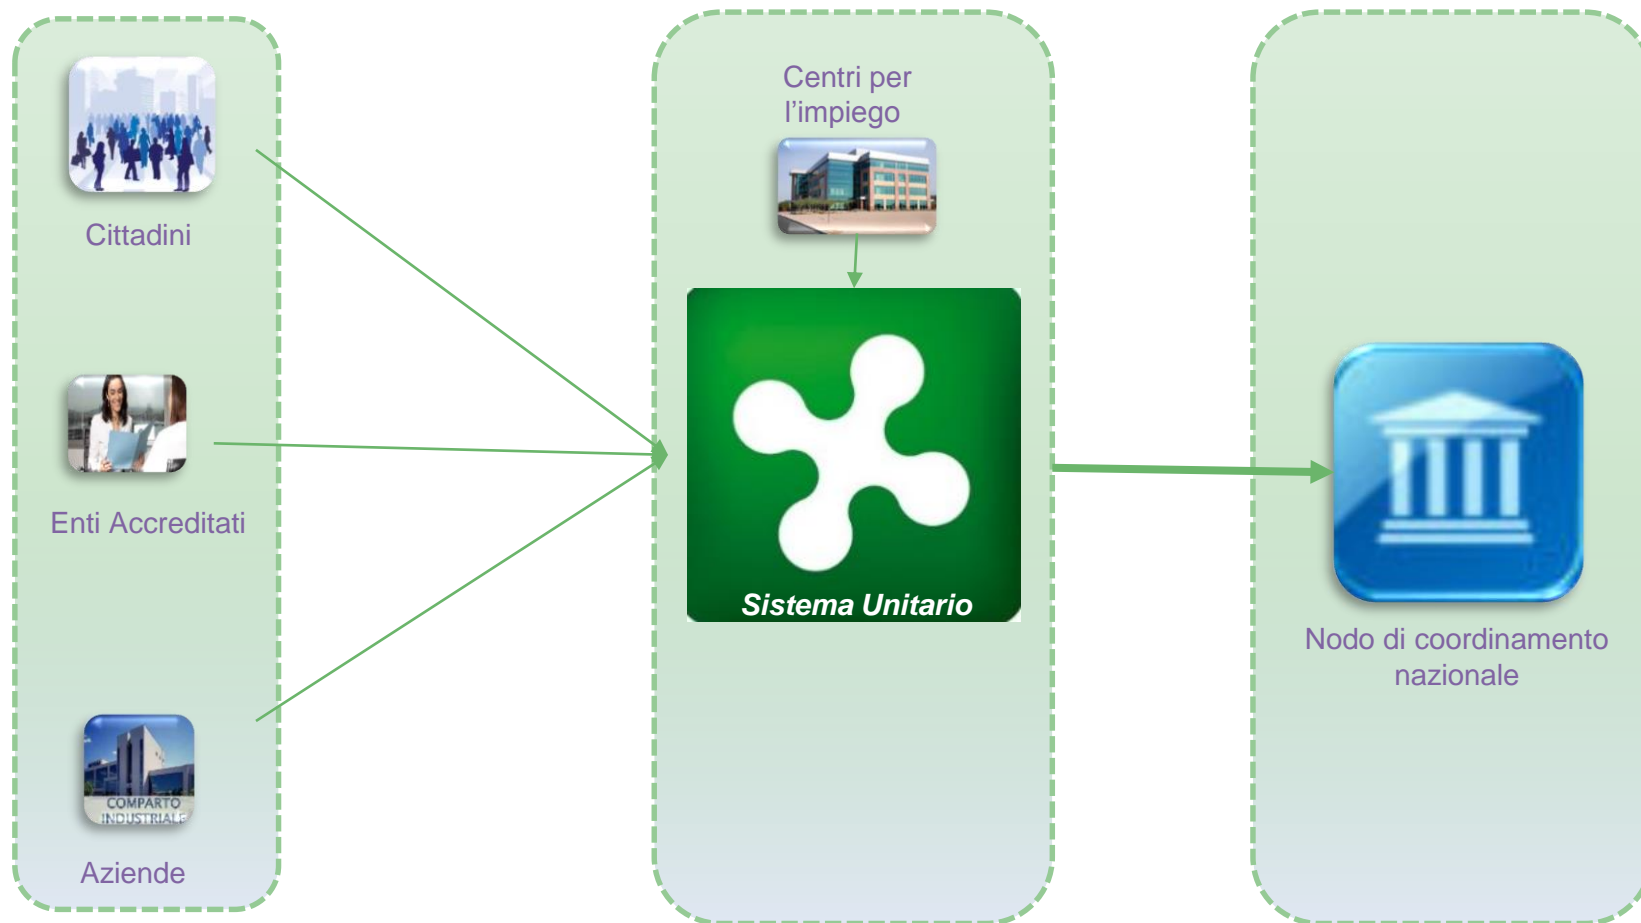 Cittadini
Enti Accreditati
COMPARTO
INDUSTRIALE
Aziende
Centri per
l’impiego
Sistema Unitario
Nodo di coordinamento
nazionale